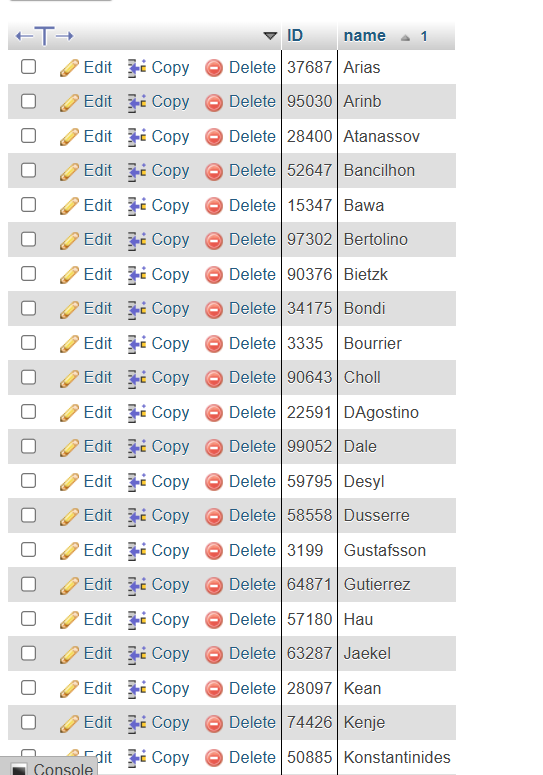 ID name 1
Edit Copy Delete 37687 Arias
Edit Copy Delete 95030 Arinb
Edit Copy Delete 28400 Atanassov
Edit Copy Delete 52647 Bancilhon
Edit Copy Delete 15347 Bawa
Edit Copy Delete 97302 Bertolino
Edit Copy Delete 90376 Bietzk
Edit Copy Delete 34175 Bondi
Edit Copy Delete 3335 Bourrier
Edit Copy Delete 90643 Choll
Edit Copy Delete 22591 DAgostino
Edit Copy Delete 99052 Dale
Edit Copy Delete 59795 Desyl
Edit Copy Delete 58558 Dusserre
Edit Copy Delete 3199 Gustafsson
Edit Copy Delete 64871 Gutierrez
Edit Copy Delete 57180 Hau
Edit Copy Delete 63287 Jaekel
Edit Copy Delete 28097 Kean
Edit Copy Delete 74426 Kenje
Edit Copy Delete 50885 Konstantinides
Console